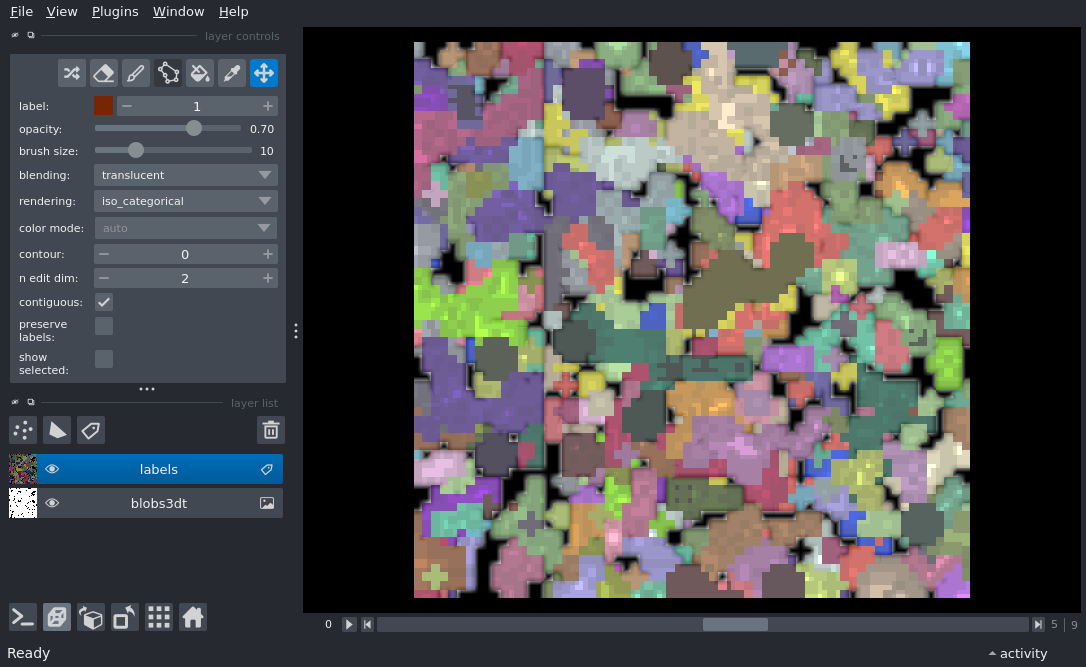 File View Plugins Window Help
layer controls
label: 1
opacity: 0.70
brush size: 10
blending: translucent
rendering: iso_categorical
color mode: auto
contour: 0
n edit dim: 2
contiguous:
preserve
labels:
show
selected:
layer list
labels
blobs3dt
0 5 | 9
Ready activity